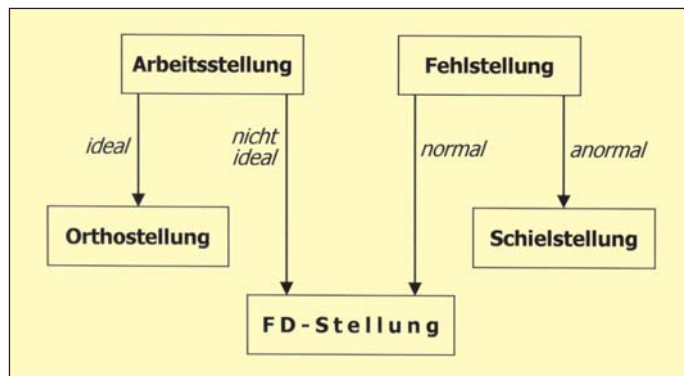 Arbeitsstellung
Fehlstellung
ideal
nicht
ideal
normal
anormal
Orthostellung
Schielstellung
FD-Stellung